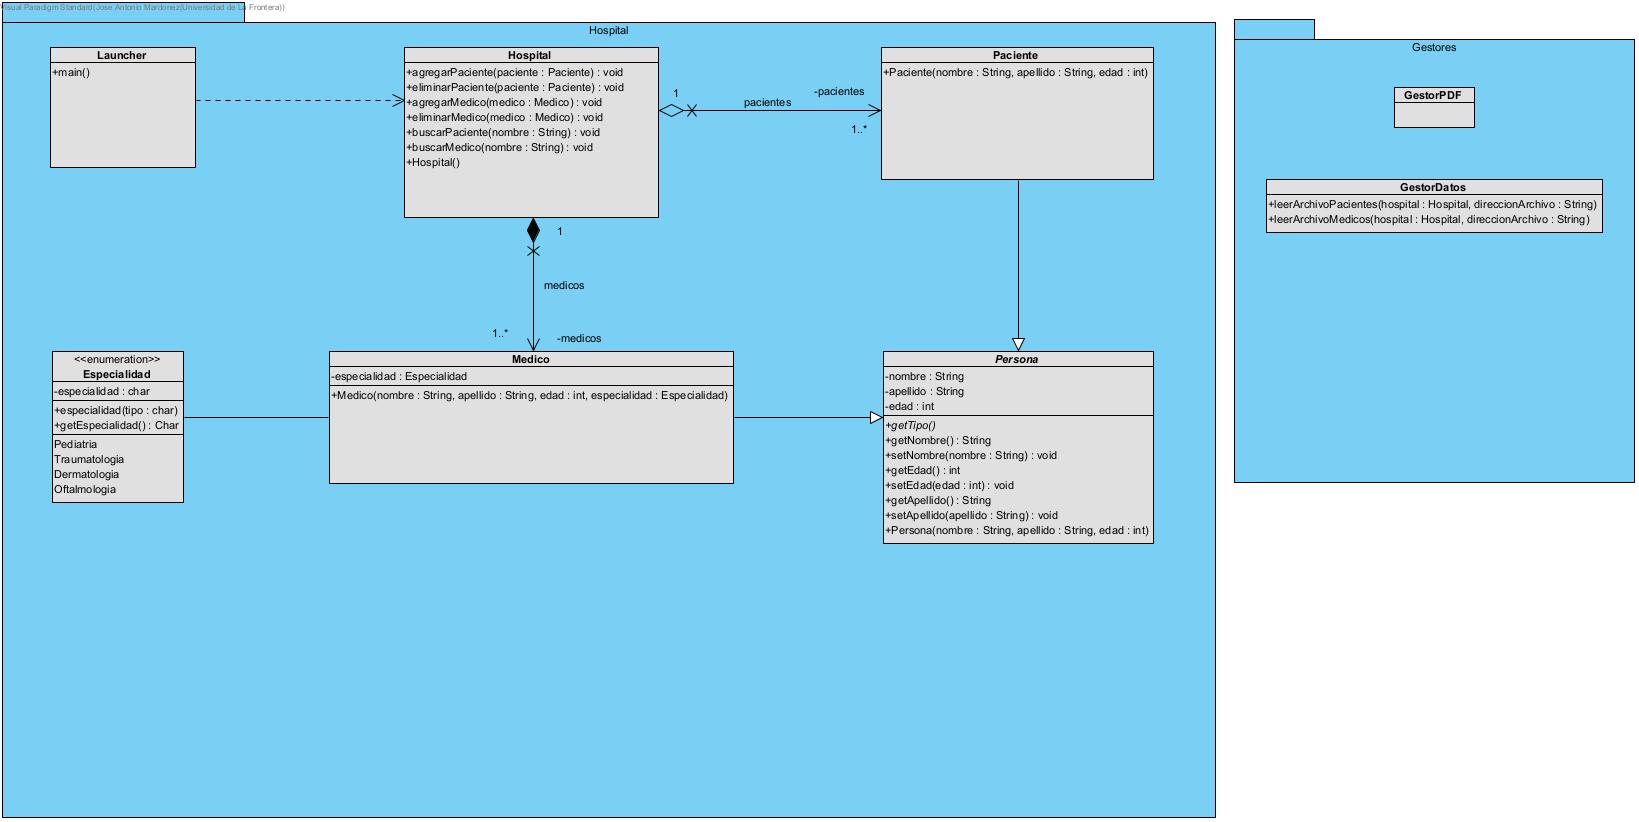 Visual Paradigm Standard(Jose Antonio Mardonez(Universidad de La Frontera))
Hospital
Launcher
+main()
Hospital
+agregarPaciente(paciente : Paciente) : void
+eliminarPaciente(paciente : Paciente) : void
+agregarMedico(medico : Medico) : void
+eliminarMedico(medico : Medico) : void
+buscarPaciente(nombre : String) : void
+buscarMedico(nombre : String) : void
+Hospital()
1
pacientes
-pacientes
1..*
Paciente
+Paciente(nombre : String, apellido : String, edad : int)
1
medicos
1..*
-medicos
<<enumeration>>
Especialidad
-especialidad : char
+especialidad(tipo : char)
+getEspecialidad() : Char
Pediatria
Traumatologia
Dermatologia
Oftalmologia
Medico
-especialidad : Especialidad
+Medico(nombre : String, apellido : String, edad : int, especialidad : Especialidad)
Persona
-nombre : String
-apellido : String
-edad : int
+getTipo()
+getNombre() : String
+setNombre(nombre : String) : void
+getEdad() : int
+setEdad(edad : int) : void
+getApellido() : String
+setApellido(apellido : String) : void
+Persona(nombre : String, apellido : String, edad : int)
Gestores
GestorPDF
GestorDatos
+leerArchivoPacientes(hospital : Hospital, direccionArchivo : String)
+leerArchivoMedicos(hospital : Hospital, direccionArchivo : String)